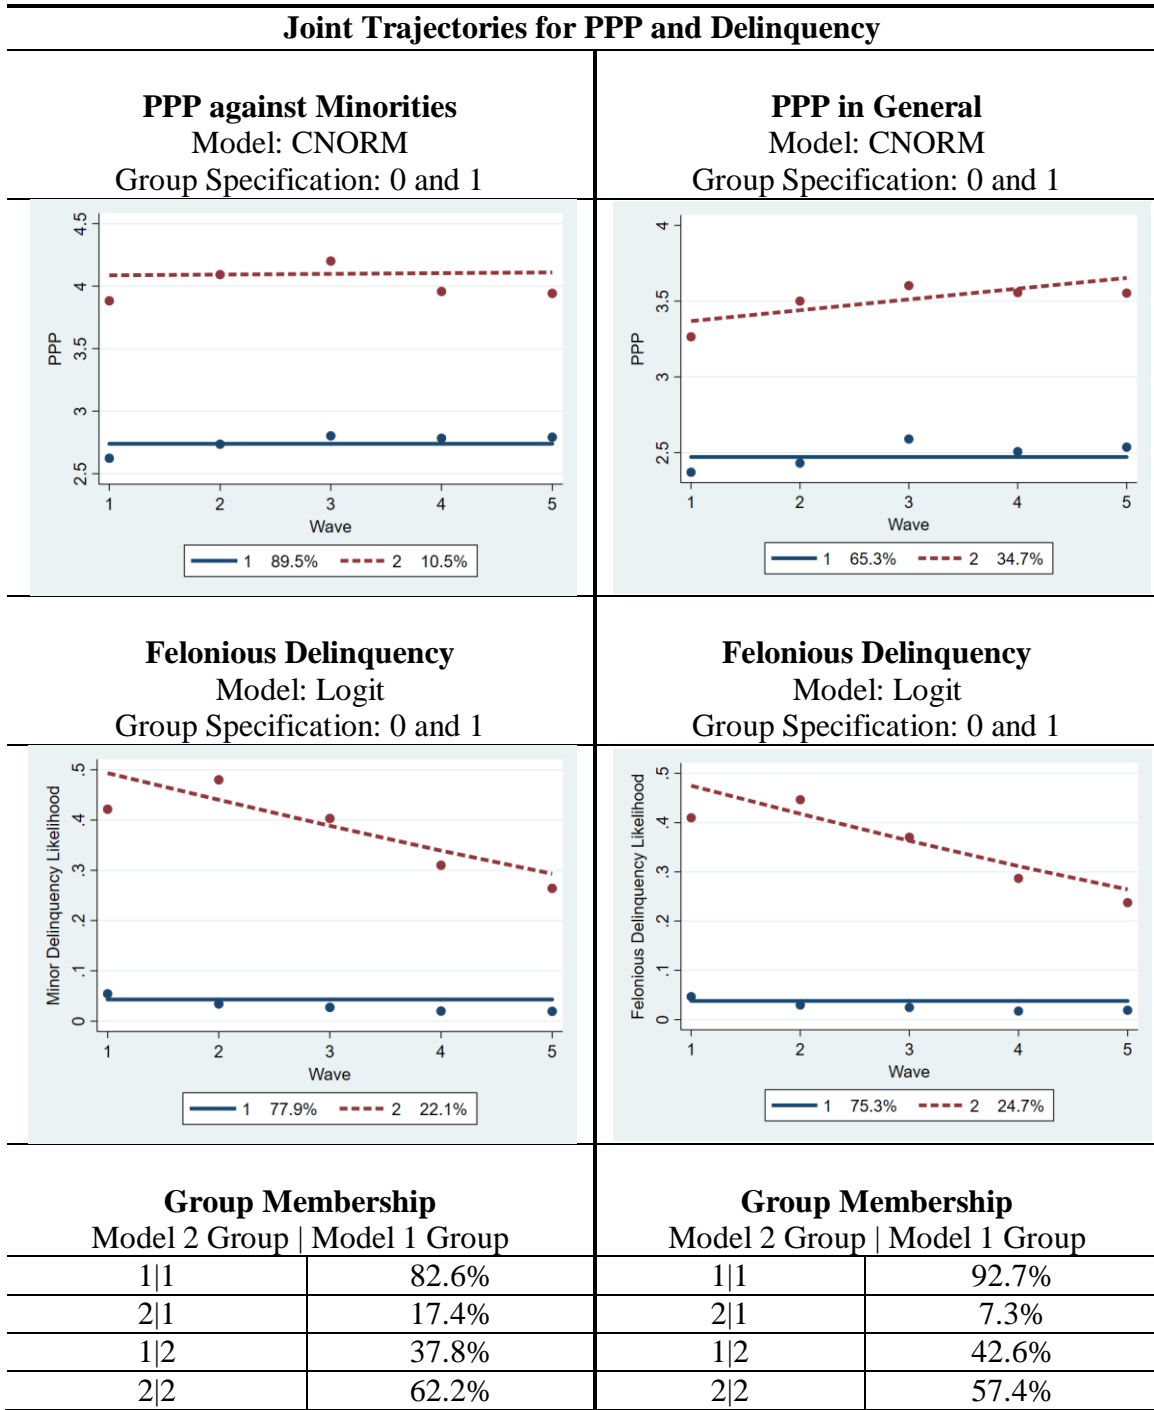 Joint Trajectories for PPP and Delinquency
PPP against Minorities
Model: CNORM
Group Specification: 0 and 1
PPP in General
Model: CNORM
Group Specification: 0 and 1
4.5
4
3.5
3
2.5
PPP
1 2 3 4 5
Wave
1 89.5% 2 10.5%
4
3.5
3
2.5
PPP
1 2 3 4 5
Wave
1 65.3% 2 34.7%
Felonious Delinquency
Model: Logit
Group Specification: 0 and 1
Felonious Delinquency
Model: Logit
Group Specification: 0 and 1
.5
.4
.3
.2
.1
0
Minor Delinquency Likelihood
1 2 3 4 5
Wave
1 77.9% 2 22.1%
.5
.4
.3
.2
.1
0
Felonious Delinquency Likelihood
1 2 3 4 5
Wave
1 75.3% 2 24.7%
Group Membership
Model 2 Group | Model 1 Group
Group Membership
Model 2 Group | Model 1 Group
1|1 82.6% 1|1 92.7%
2|1 17.4% 2|1 7.3%
1|2 37.8% 1|2 42.6%
2|2 62.2% 2|2 57.4%